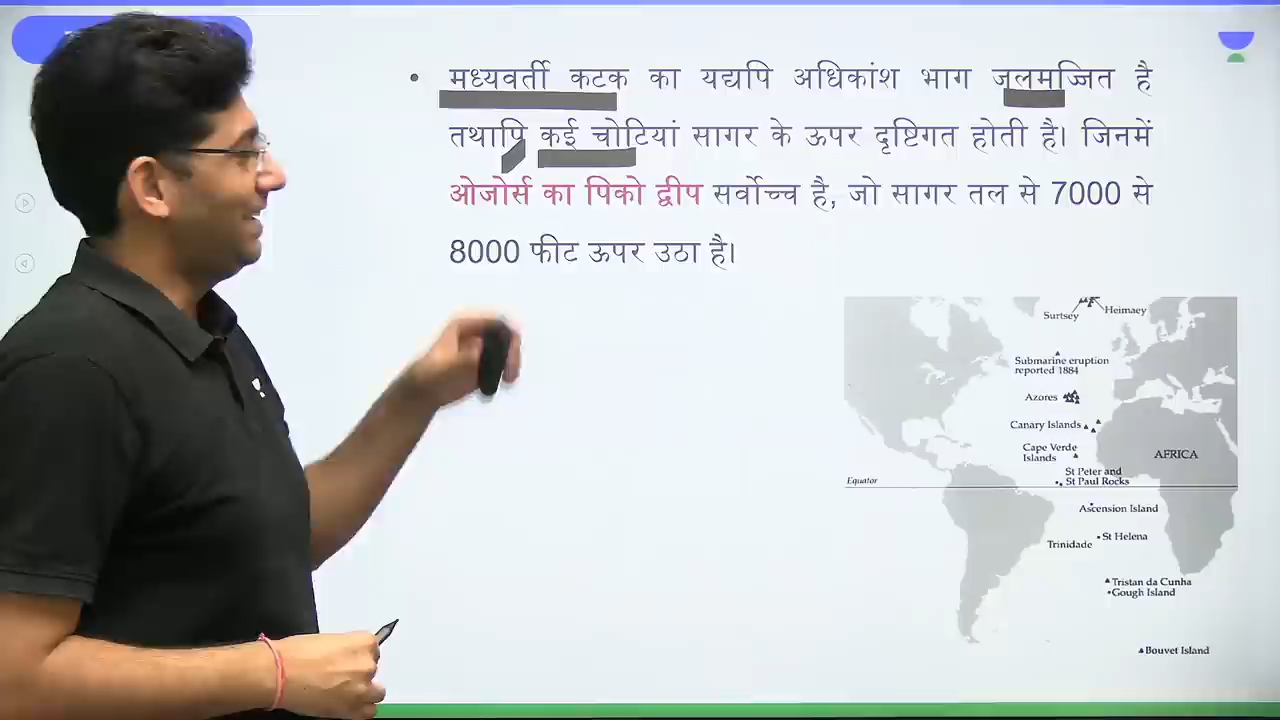 मध्यवर्ती कटक का यद्यपि अधिकांश भाग जलमज्जित है
तथापि कई चोटियां सागर के ऊपर दृष्टिगत होती है। जिनमें
ओजोर्स का पिको द्वीप सर्वोच्च है, जो सागर तल से 7000 से
8000 फीट ऊपर उठा है।
Surtsey
Heimaey
Submarine eruption
reported 1884
Azores
Canary Islands
Cape Verde
Islands
AFRICA
St Peter and
St Paul Rocks
Equator
Ascension Island
St Helena
Trinidade
Tristan da Cunha
Gough Island
Bouvet Island